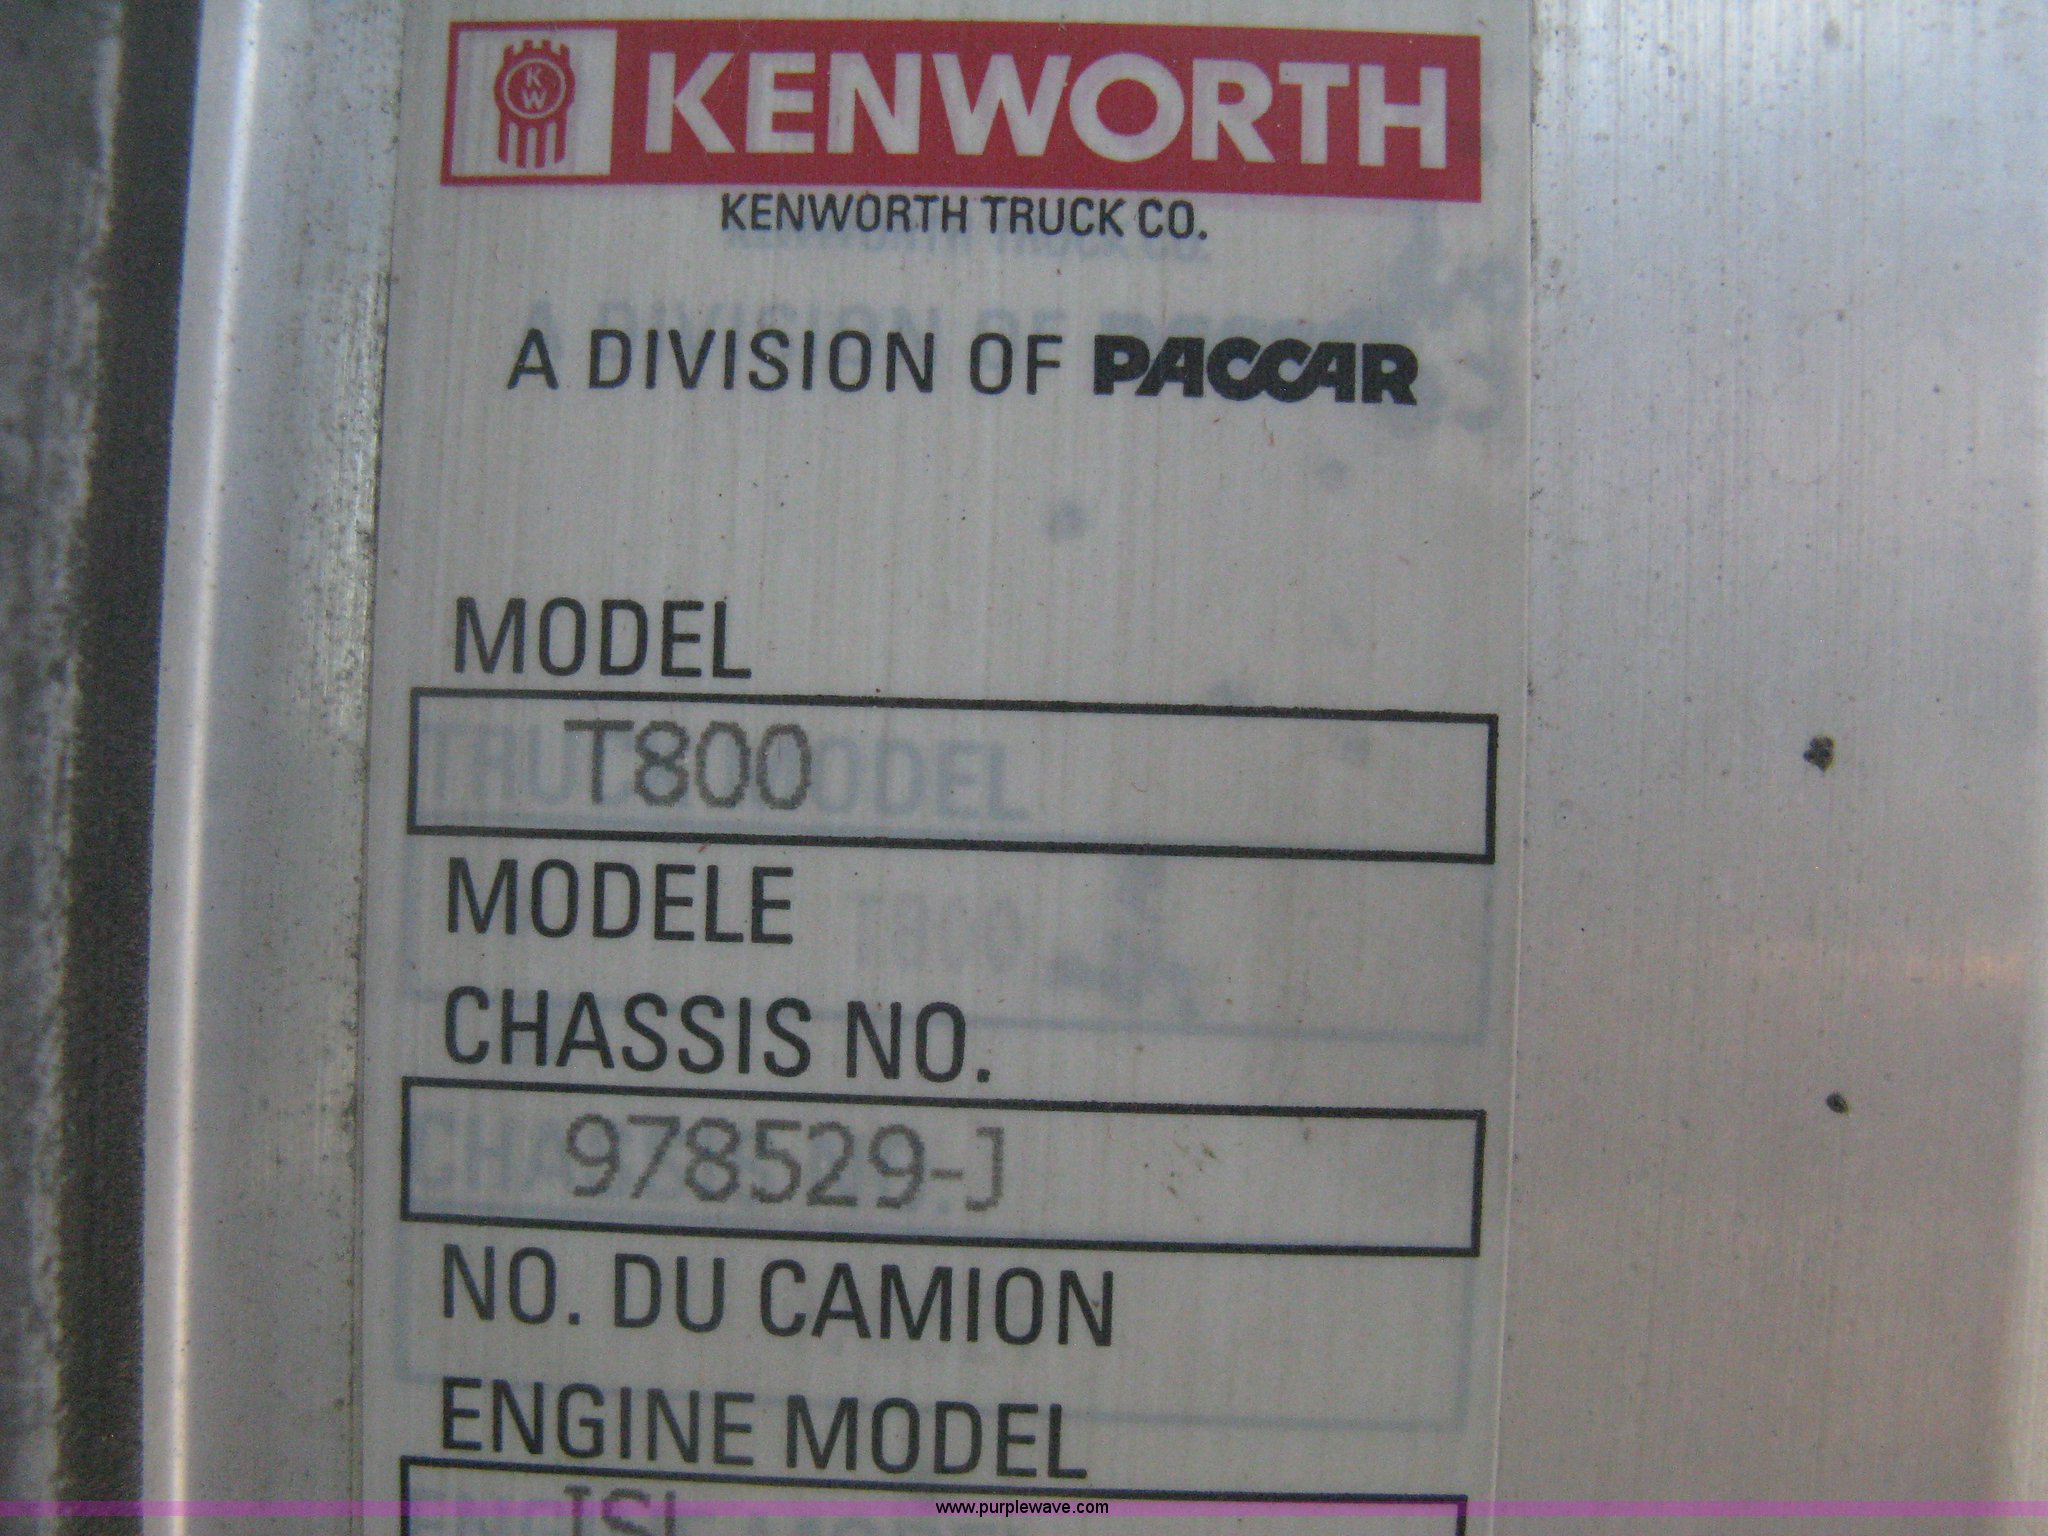 KW KENWORTH
KENWORTH TRUCK CO.
A DIVISION OF PACCAR
MODEL
T800
MODELE
CHASSIS NO.
978529-J
NO. DU CAMION
ENGINE MODEL
www.purplewave.com